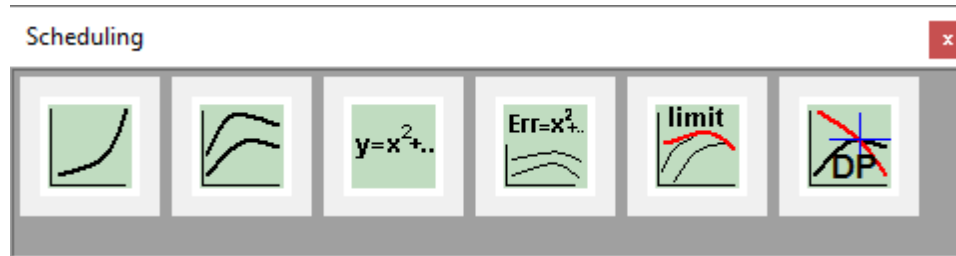 Scheduling
x
y=x²+..
Err=x²+..
limit
DP